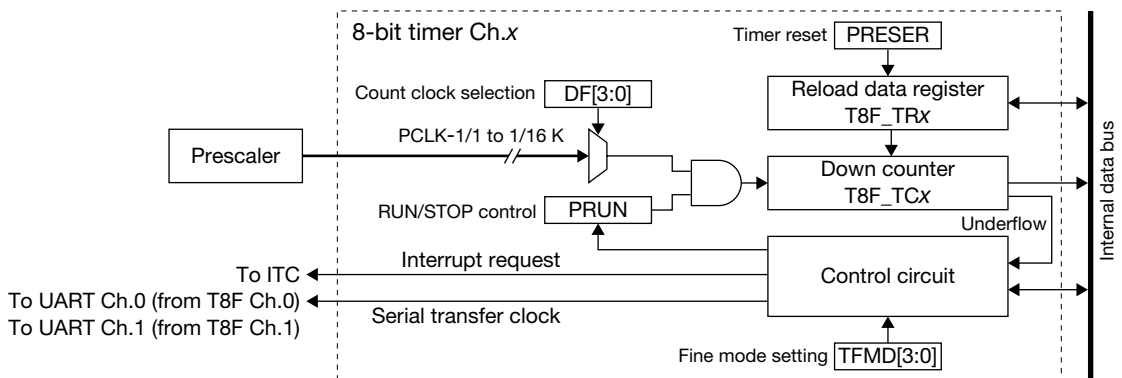 8-bit timer Ch.x
Timer reset PRESER
Reload data register
T8F_TRx
Count clock selection DF[3:0]
PCLK-1/1 to 1/16 K
Prescaler
Down counter
T8F_TCx
RUN/STOP control PRUN
Underflow
Internal data bus
Interrupt request
Control circuit
To ITC
To UART Ch.0 (from T8F Ch.0)
Serial transfer clock
To UART Ch.1 (from T8F Ch.1)
Fine mode setting TFMD[3:0]